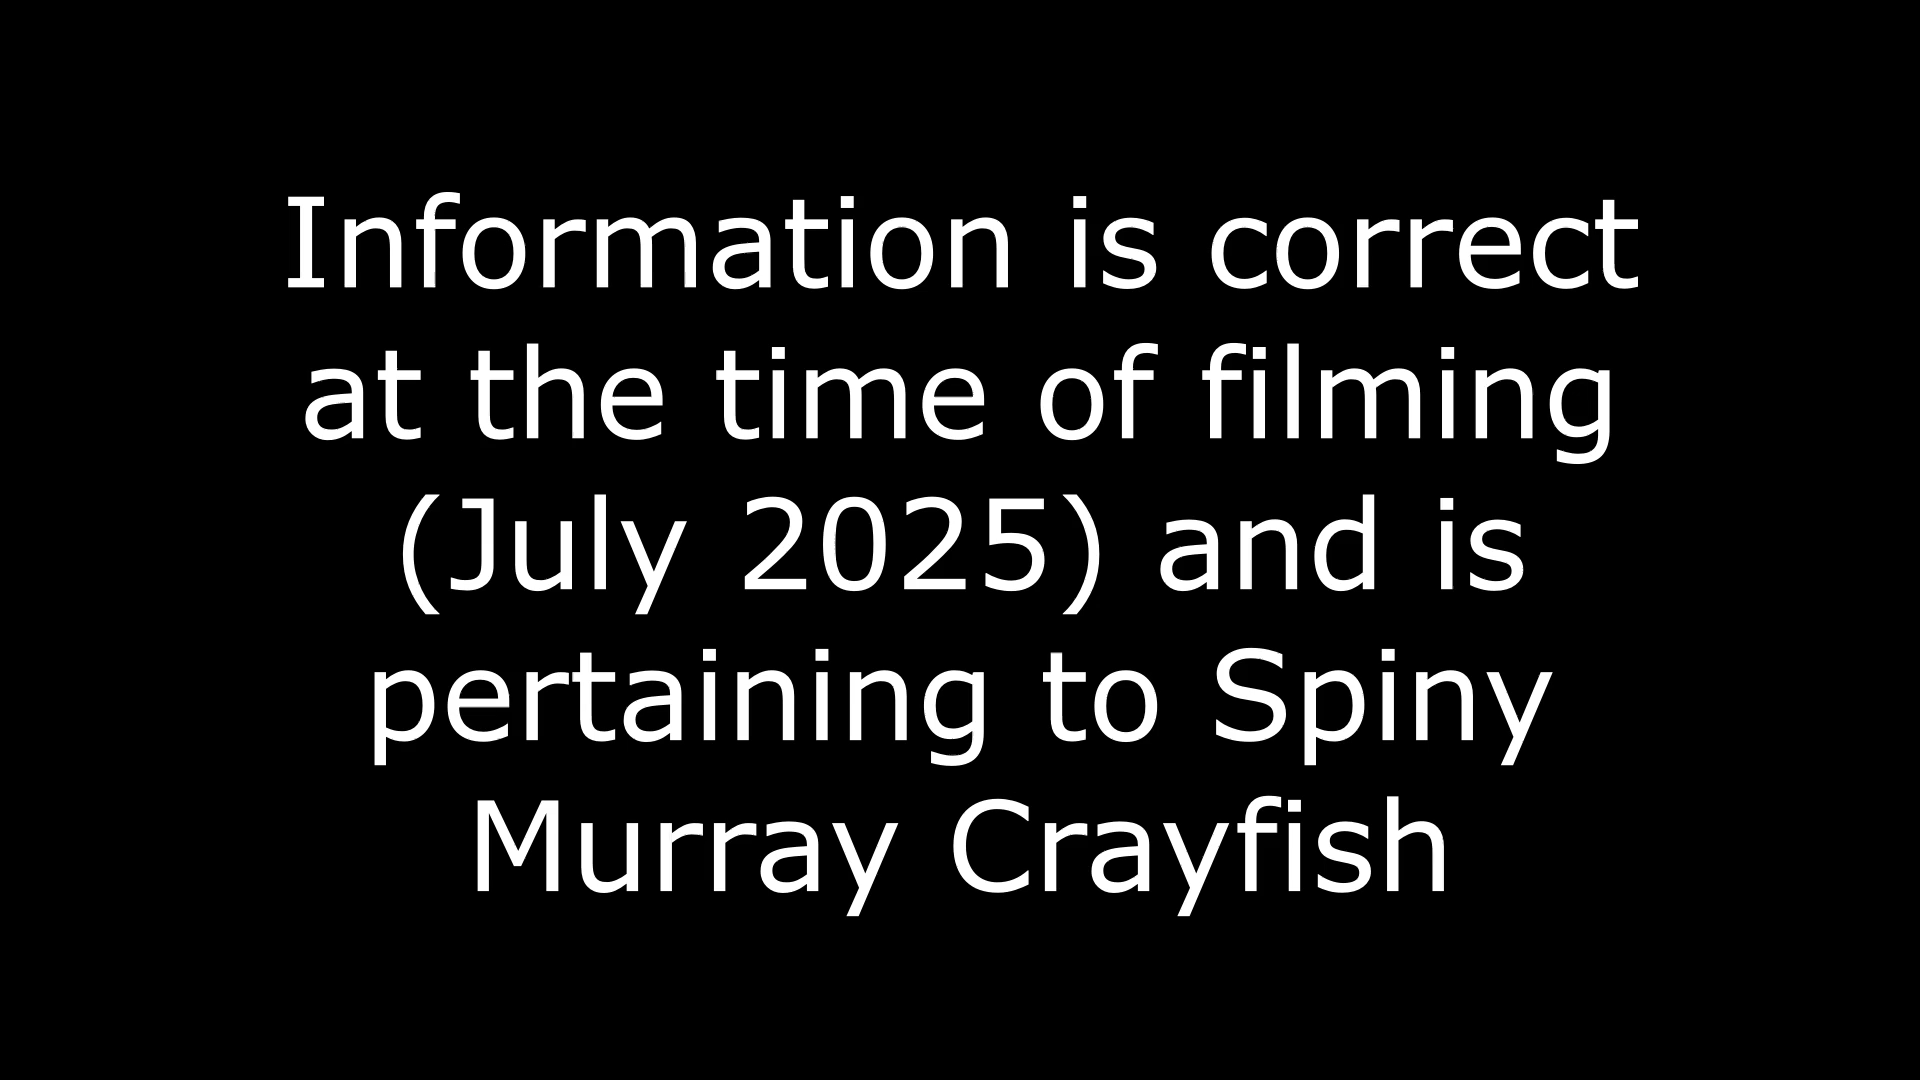 Information is correct
at the time of filming
(July 2025) and is
pertaining to Spiny
Murray Crayfish